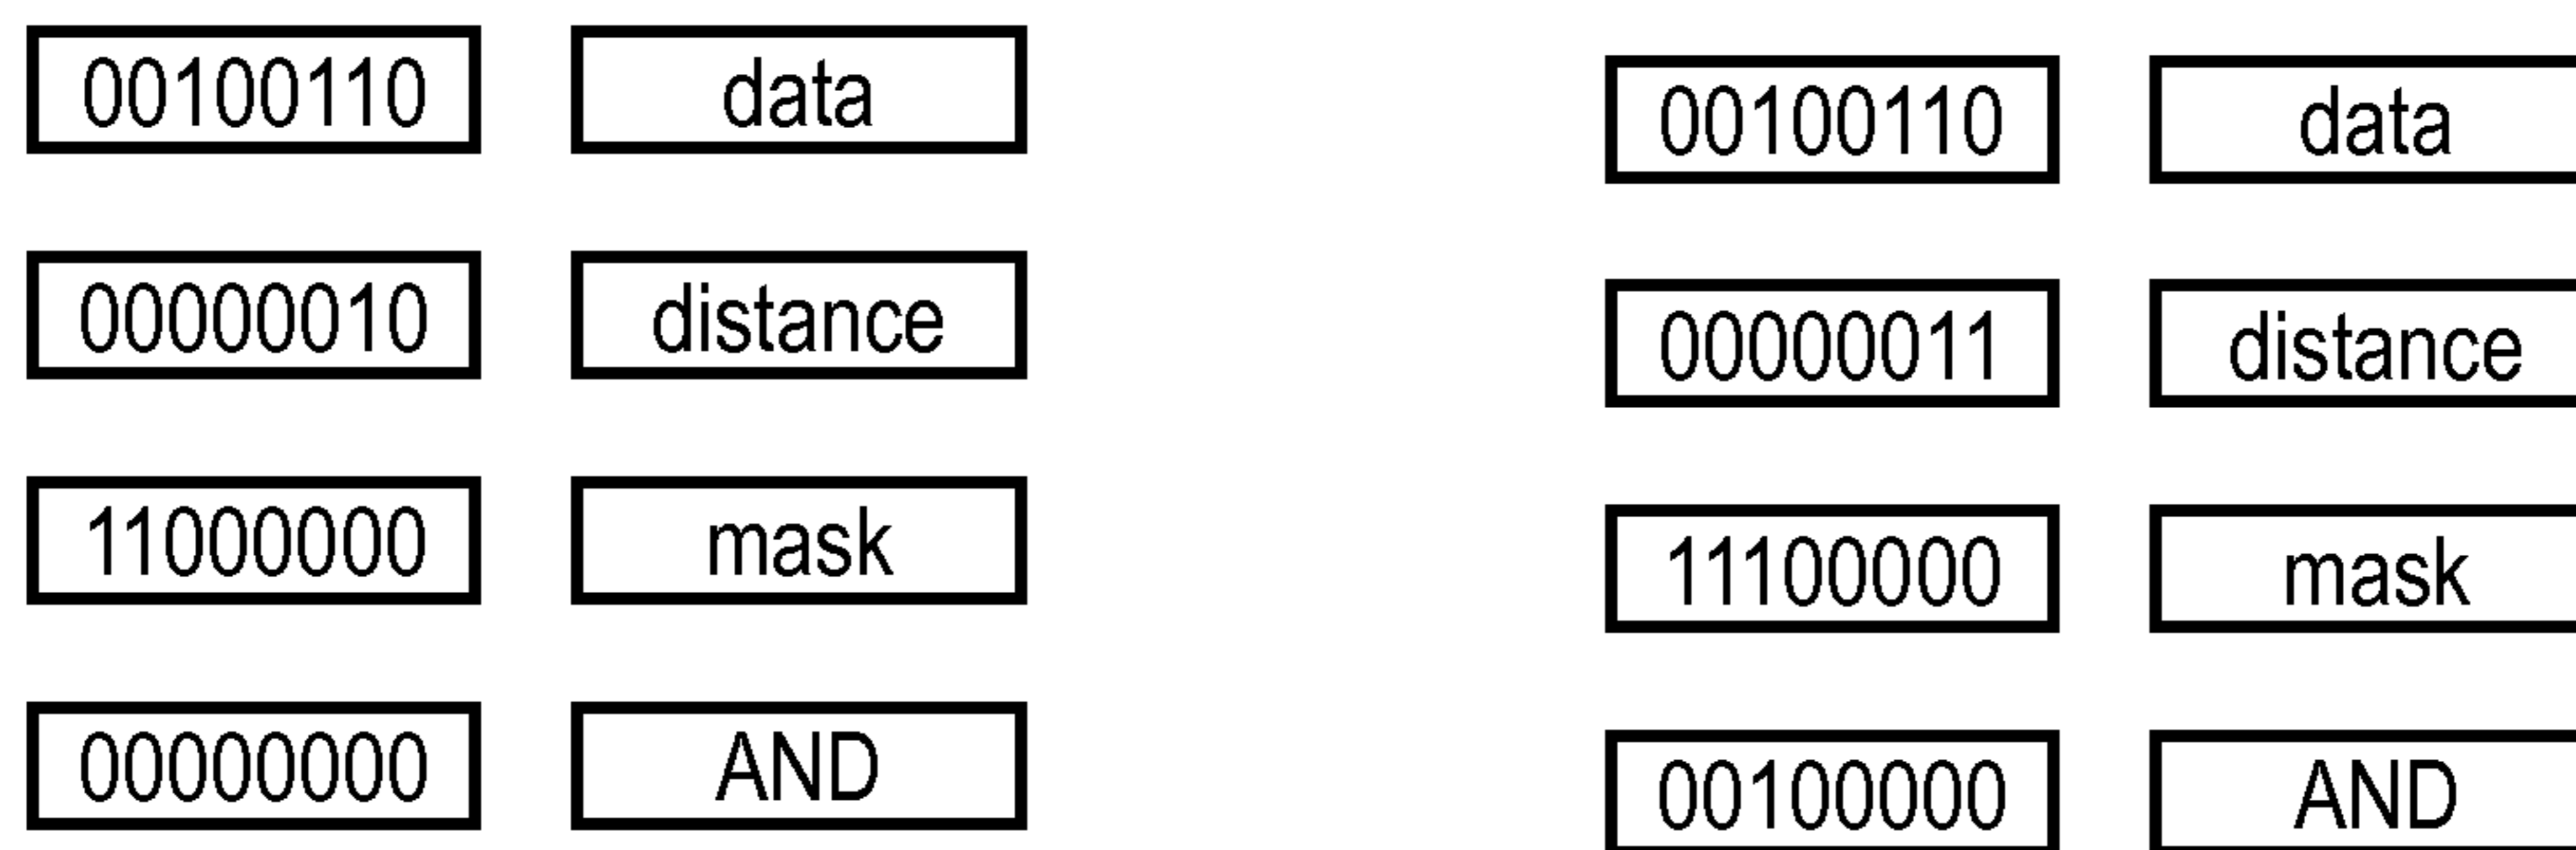 00100110 data
00000010 distance
11000000 mask
00000000 AND
00100110 data
00000011 distance
11100000 mask
00100000 AND